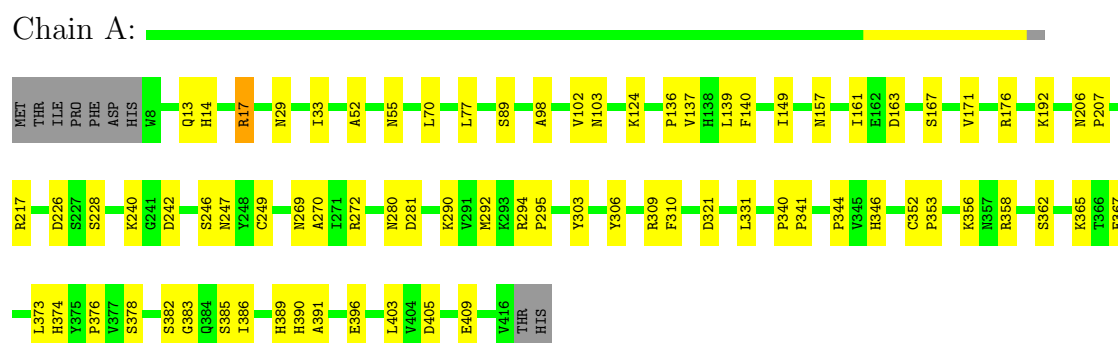 Chain A:
MET THR ILE PRO PHE ASP HIS W8 Q13 H14 R17 N29 I33 A52 N55 L70 L77 S89 A98 V102 N103 K124 P136 V137 H138 L139 F140 I149 N157 I161 E162 D163 S167 V171 R176 K192 N206 P207
R217 D226 S227 S228 K240 G241 D242 S246 N247 Y248 C249 N269 A270 I271 R272 N280 D281 K290 V291 M292 K293 R294 P295 Y303 Y306 R309 F310 D321 L331 P340 P341 P344 V345 H346 C352 P353 K356 N357 R358 S362 K365 T366
L373 H374 Y375 P376 V377 S378 S382 G383 Q384 S385 I386 H389 H390 A391 E396 L403 V404 D405 E409 V416 THR HIS